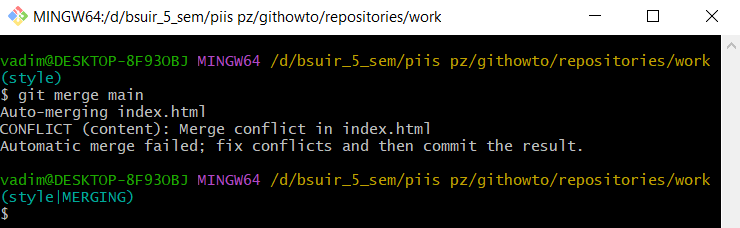 MINGW64:/d/bsuir_5_sem/piis pz/githowto/repositories/work
vadim@DESKTOP-8F93OBJ MINGW64 /d/bsuir_5_sem/piis pz/githowto/repositories/work
(style)
$ git merge main
Auto-merging index.html
CONFLICT (content): Merge conflict in index.html
Automatic merge failed; fix conflicts and then commit the result.
vadim@DESKTOP-8F93OBJ MINGW64 /d/bsuir_5_sem/piis pz/githowto/repositories/work
(style|MERGING)
$